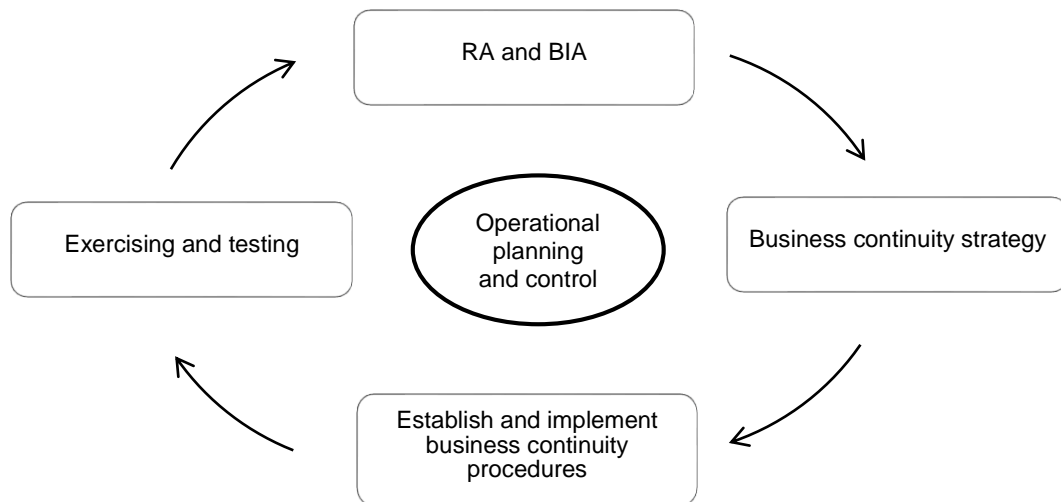 RA and BIA
Operational
planning
and control
Exercising and testing
Business continuity strategy
Establish and implement
business continuity
procedures